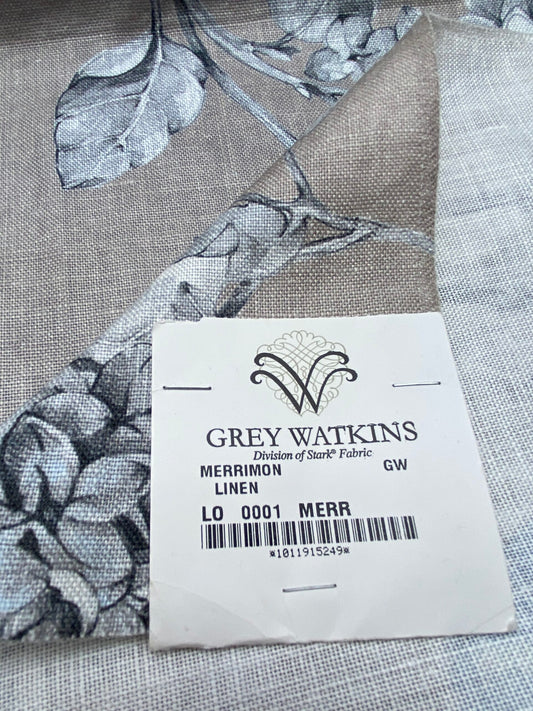 GREY WATKINS
Division of Stark® Fabric
MERRIMON GW
LINEN
LO 0001 MERR
*1011915249*